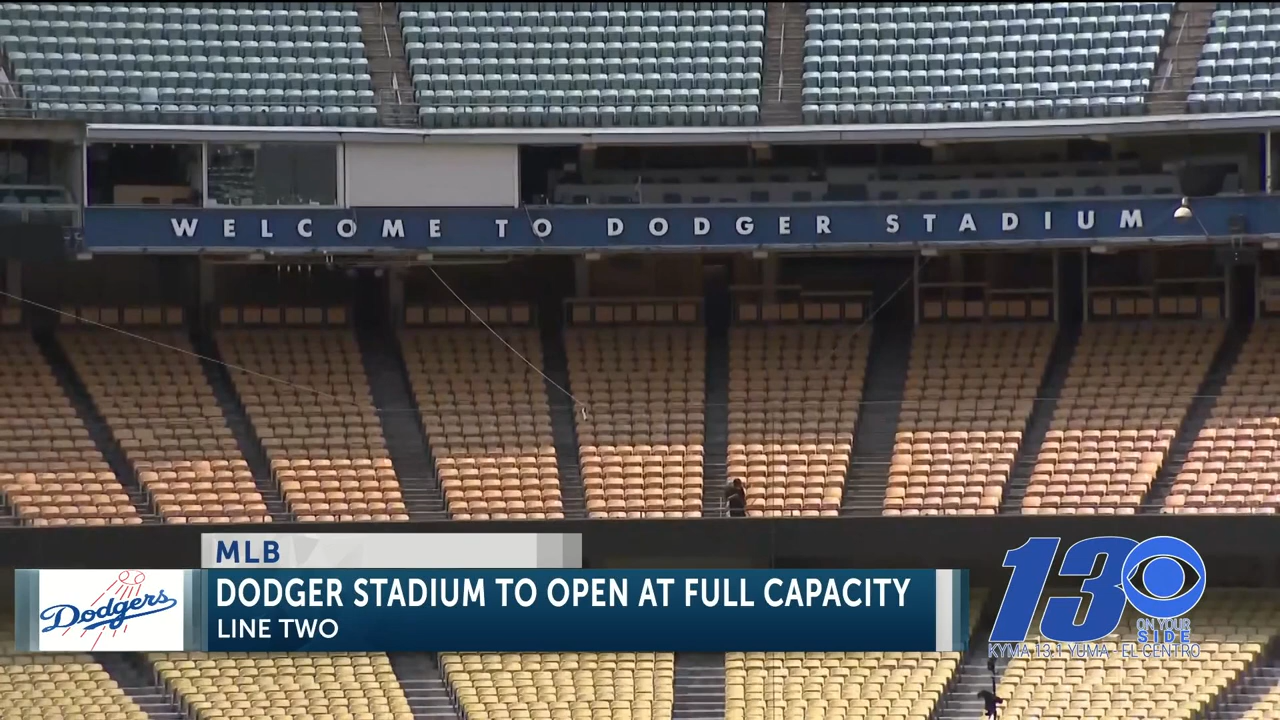 WELCOME TO DODGER STADIUM
MLB
Dodgers
DODGER STADIUM TO OPEN AT FULL CAPACITY
LINE TWO
13
ON YOUR
SIDE
KYMA 13.1 YUMA - EL CENTRO